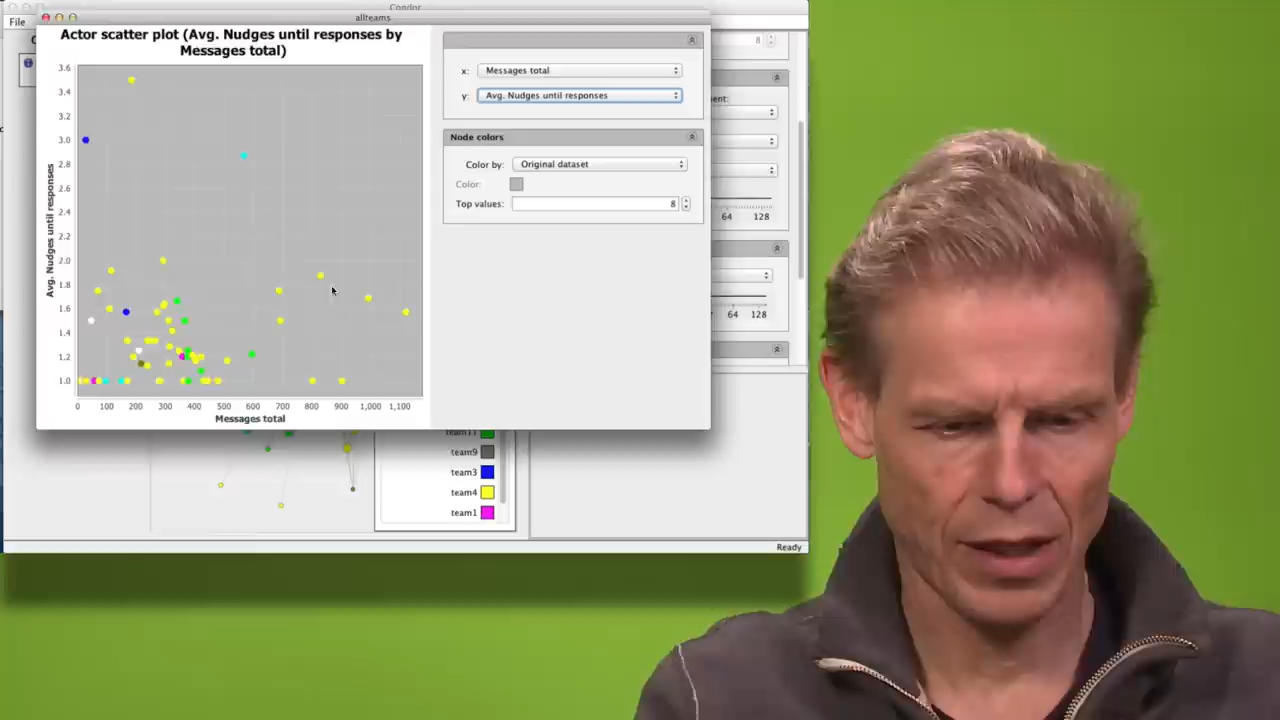 Condor
File
allteams
Actor scatter plot (Avg. Nudges until responses by
Messages total)
Avg. Nudges until responses
3.6
3.4
3.2
3.0
2.8
2.6
2.4
2.2
2.0
1.8
1.6
1.4
1.2
1.0
0 100 200 300 400 500 600 700 800 900 1,000 1,100
Messages total
x: Messages total
y: Avg. Nudges until responses
Node colors
Color by: Original dataset
Color:
Top values: 8
8
64 128
64 128
team11
team9
team3
team4
team1
Ready